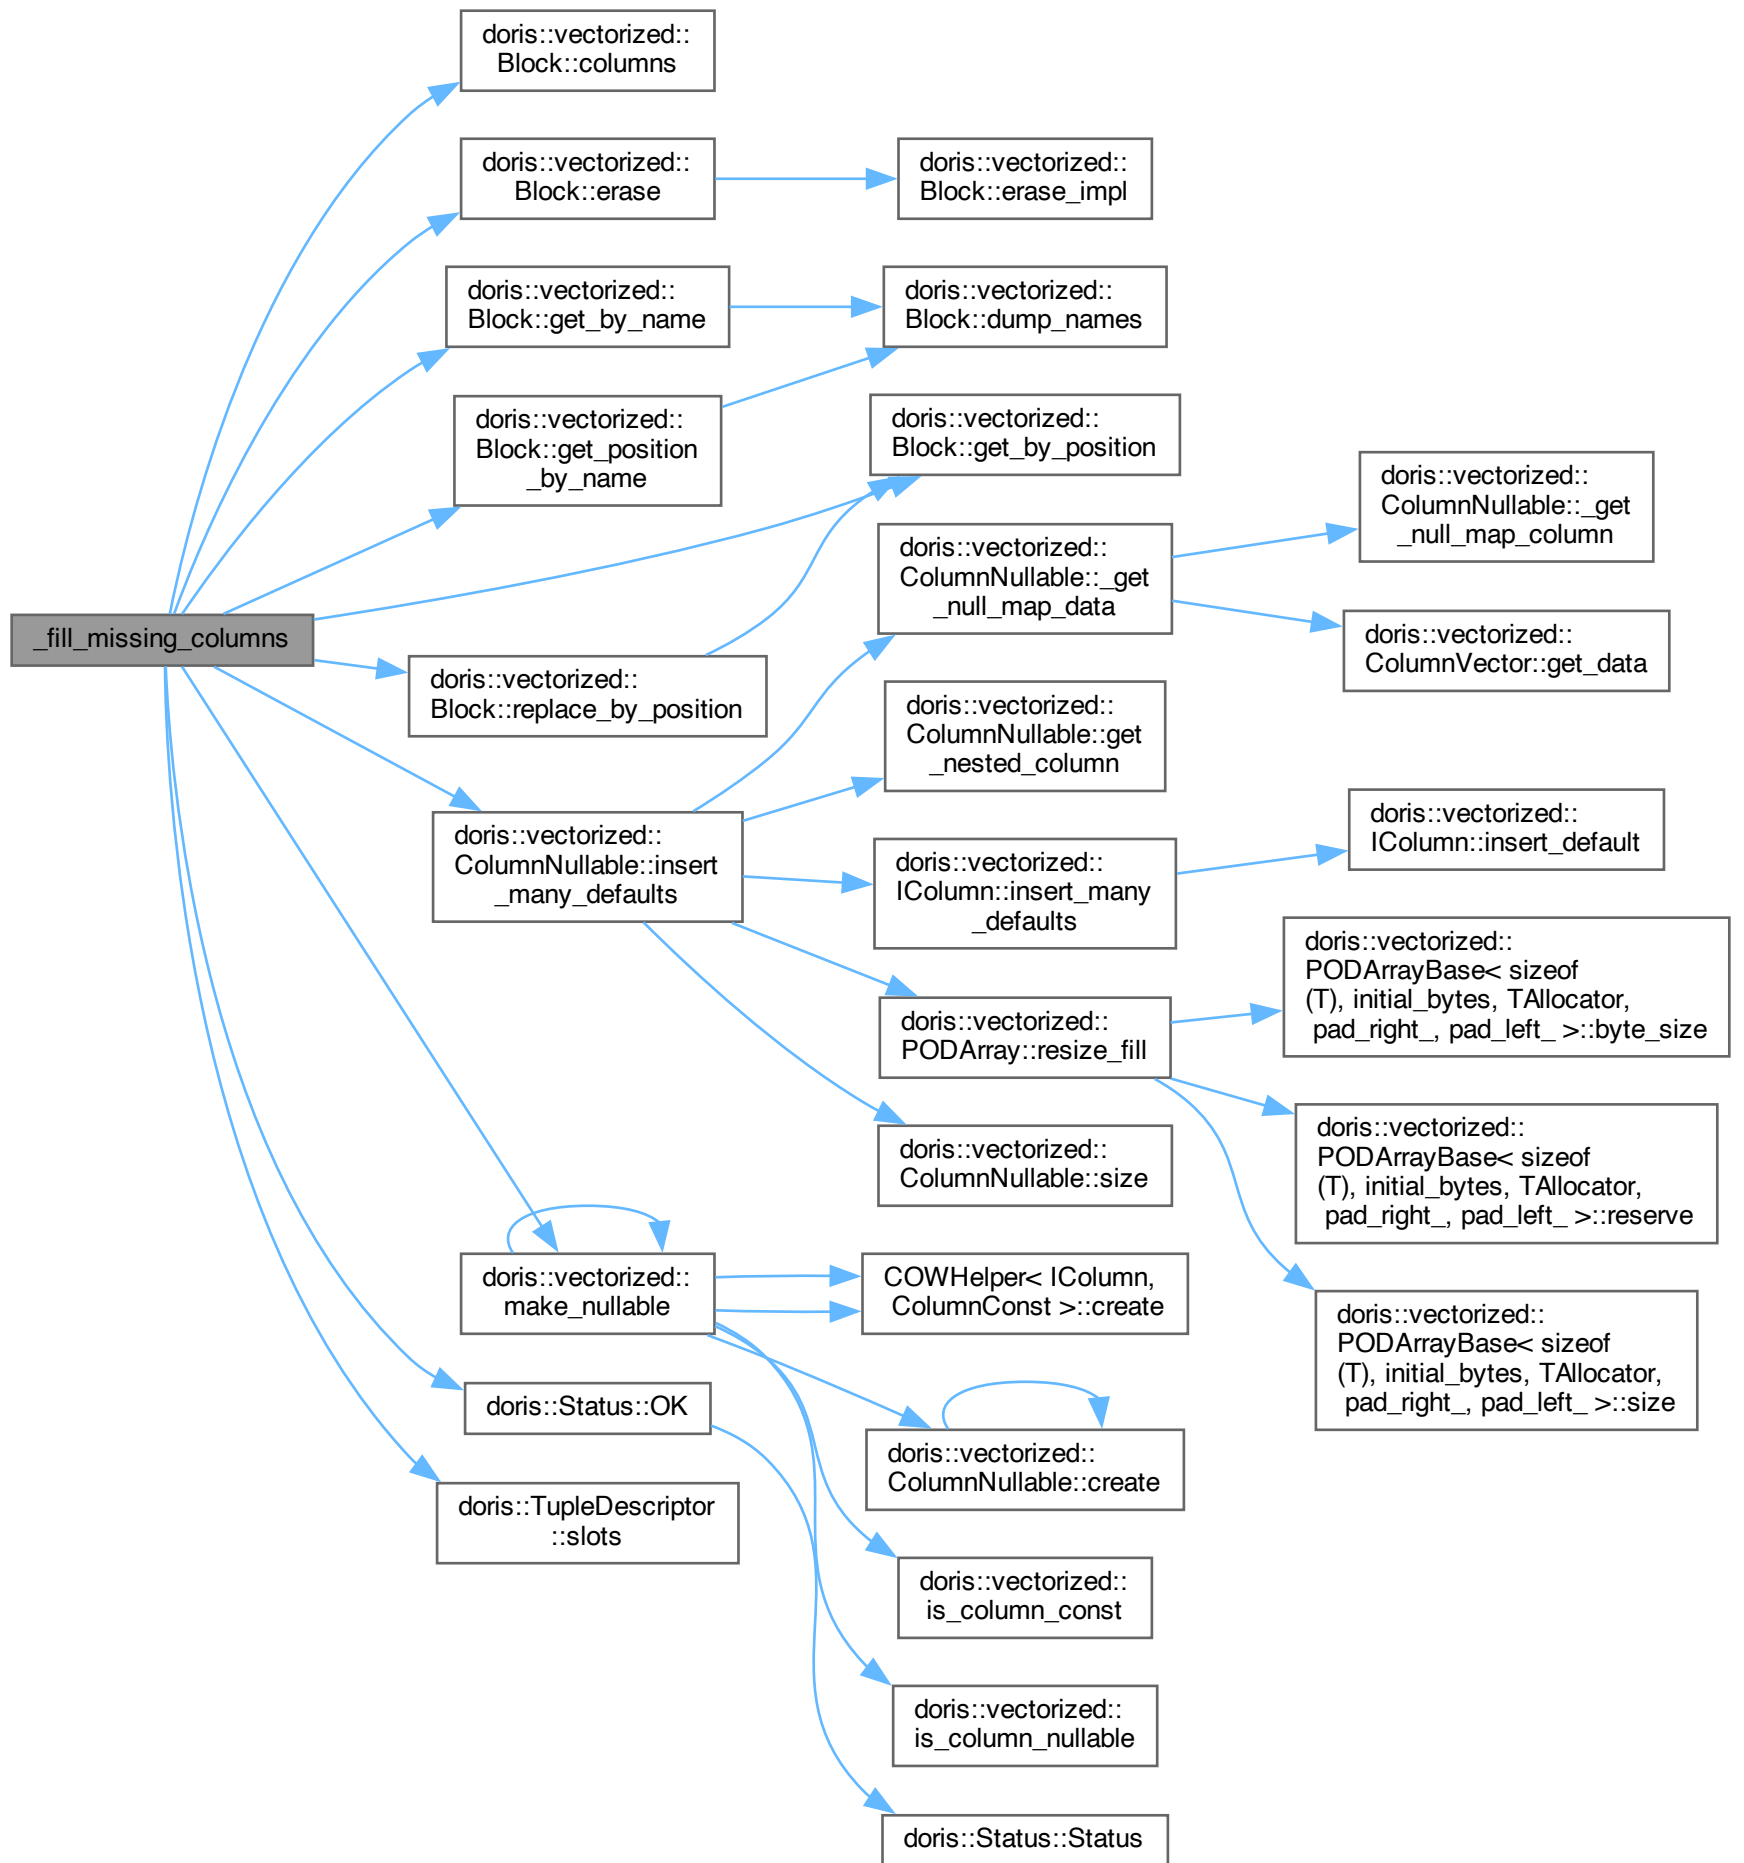 doris::vectorized::
Block::columns
doris::vectorized::
Block::erase
doris::vectorized::
Block::erase_impl
doris::vectorized::
Block::get_by_name
doris::vectorized::
Block::dump_names
doris::vectorized::
Block::get_position
_by_name
doris::vectorized::
Block::get_by_position
doris::vectorized::
ColumnNullable::_get
_null_map_column
doris::vectorized::
ColumnNullable::_get
_null_map_data
doris::vectorized::
ColumnVector::get_data
_fill_missing_columns
doris::vectorized::
Block::replace_by_position
doris::vectorized::
ColumnNullable::get
_nested_column
doris::vectorized::
ColumnNullable::insert
_many_defaults
doris::vectorized::
IColumn::insert_many
_defaults
doris::vectorized::
IColumn::insert_default
doris::vectorized::
PODArrayBase< sizeof
(T), initial_bytes, TAllocator,
pad_right_, pad_left_ >::byte_size
doris::vectorized::
PODArray::resize_fill
doris::vectorized::
PODArrayBase< sizeof
(T), initial_bytes, TAllocator,
pad_right_, pad_left_ >::reserve
doris::vectorized::
ColumnNullable::size
doris::vectorized::
make_nullable
COWHelper< IColumn,
ColumnConst >::create
doris::vectorized::
PODArrayBase< sizeof
(T), initial_bytes, TAllocator,
pad_right_, pad_left_ >::size
doris::Status::OK
doris::vectorized::
ColumnNullable::create
doris::TupleDescriptor
::slots
doris::vectorized::
is_column_const
doris::vectorized::
is_column_nullable
doris::Status::Status